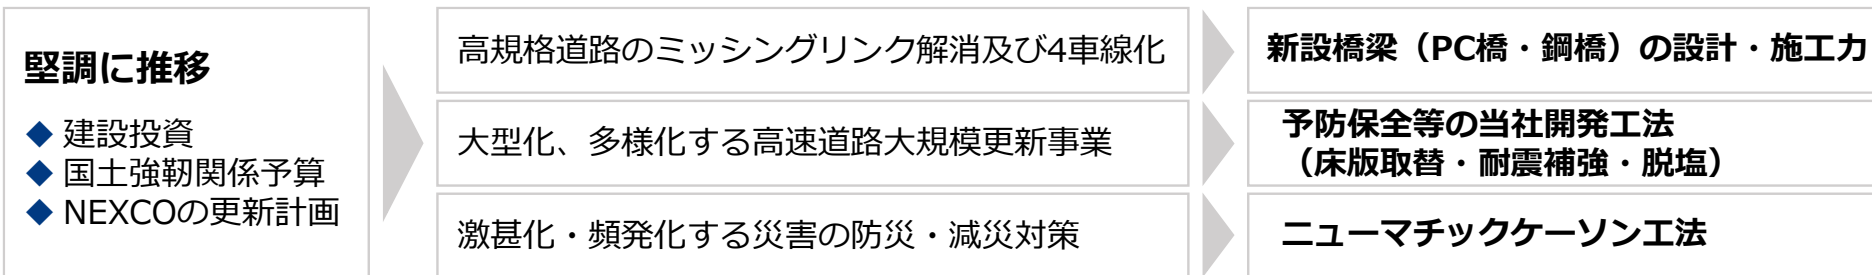 堅調に推移
◆ 建設投資
◆ 国土強靭関係予算
◆ NEXCOの更新計画
高規格道路のミッシングリンク解消及び4車線化
大型化、多様化する高速道路大規模更新事業
激甚化・頻発化する災害の防災・減災対策
新設橋梁（PC橋・鋼橋）の設計・施工力
予防保全等の当社開発工法
（床版取替・耐震補強・脱塩）
ニューマチックケーソン工法